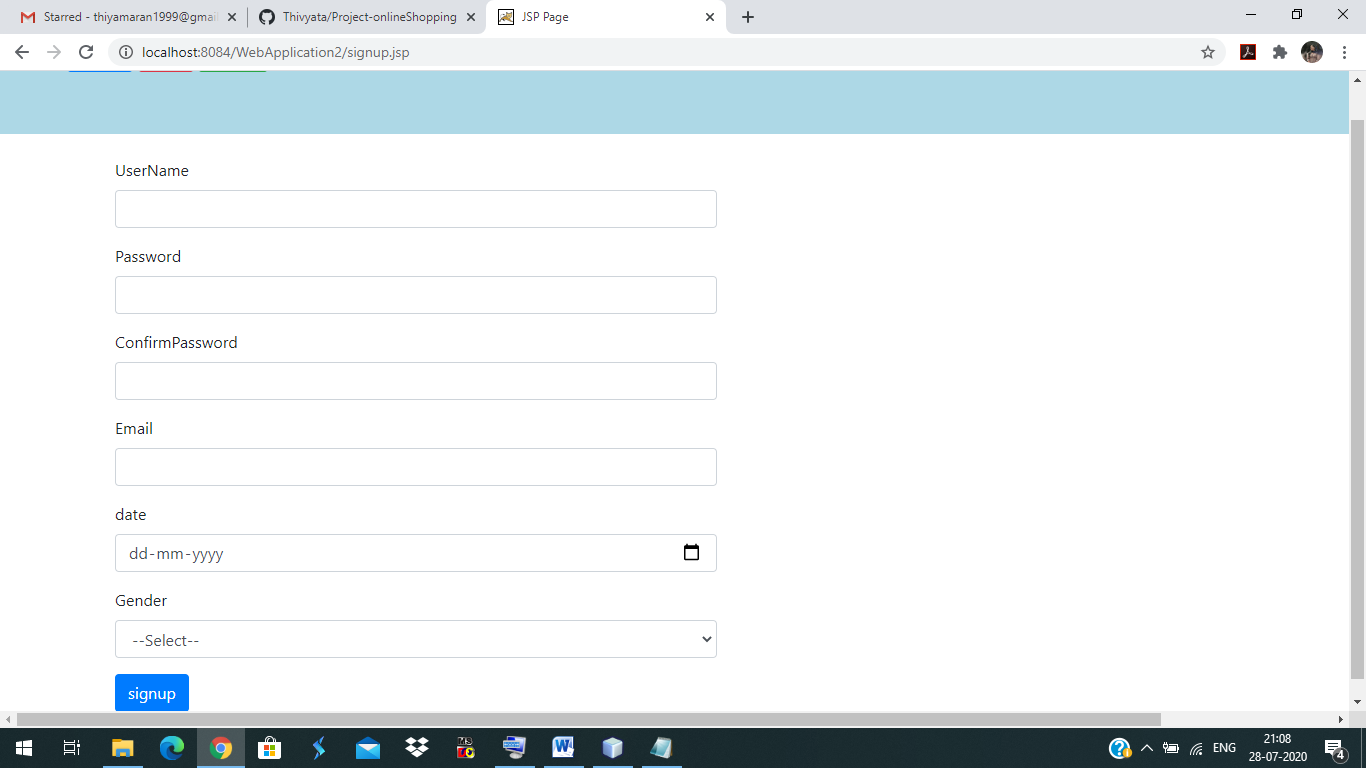 Starred - thiyamaran1999@gmai
Thivyata/Project-onlineShopping
JSP Page
localhost:8084/WebApplication2/signup.jsp
UserName
Password
ConfirmPassword
Email
date
dd-mm-yyyy
Gender
--Select--
signup
ENG
21:08
28-07-2020
4